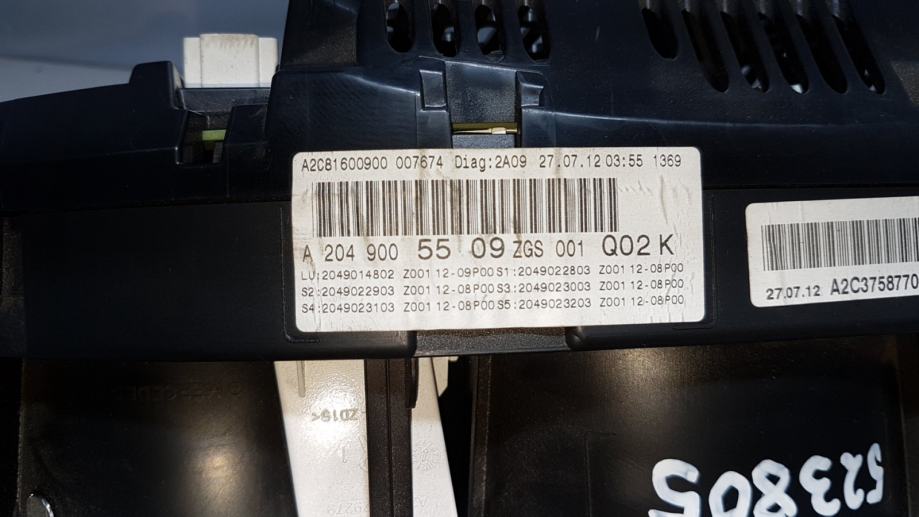 A2C81600900 007674 Diag:2A09 27.07.12 03:55 1369
A 204 900 55 09 ZGS 001 Q02 K
LU:2049014802 Z001 12-09P00 S1:2049022803 Z001 12-08P00
S2:2049022903 Z001 12-08P00 S3:2049023003 Z001 12-08P00
S4:2049023103 Z001 12-08P00 S5:2049023203 Z001 12-08P00
27.07.12 A2C3758770
ZD15<
523805